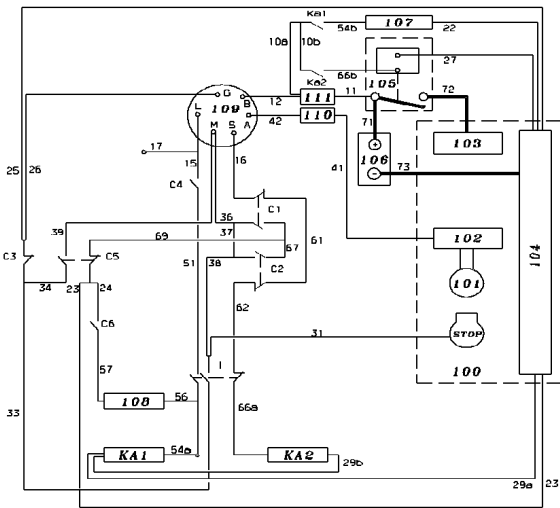 Ka1
54b
107
22
10a
10b
27
Ka2
66b
105
G
B
12
111
11
72
L
109
M
S
A
42
110
71
103
17
106
15
16
41
73
25
26
C4
C1
36
39
37
69
67
61
102
104
C3
C5
51
38
C2
101
34
23
24
62
C6
31
STOP
57
1
100
33
108
56
66a
KA1
54a
KA2
29b
29a
23